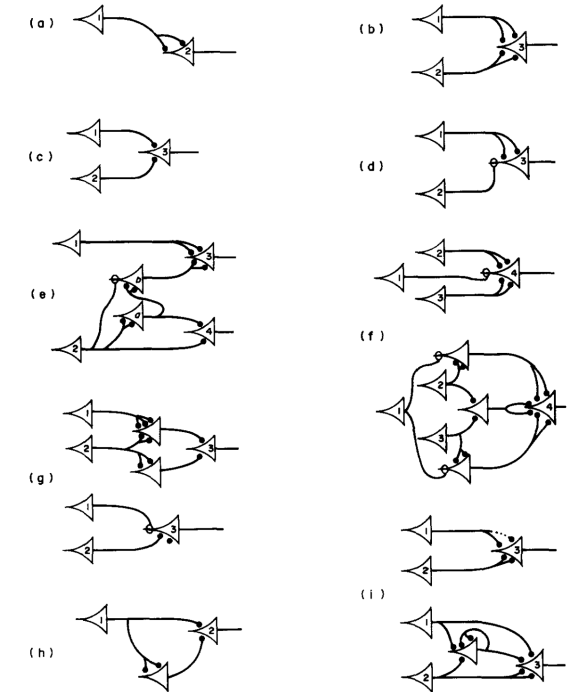 (a) 1 2
(b) 1 2 3
(c) 1 2 3
(d) 1 2 3
(e) 1 2 3 b a 4
(f) 2 1 3 4
2 1 3 4
(g) 1 2 3
1 2 3
(h) 1 2
(i) 1 2 3
1 2 3